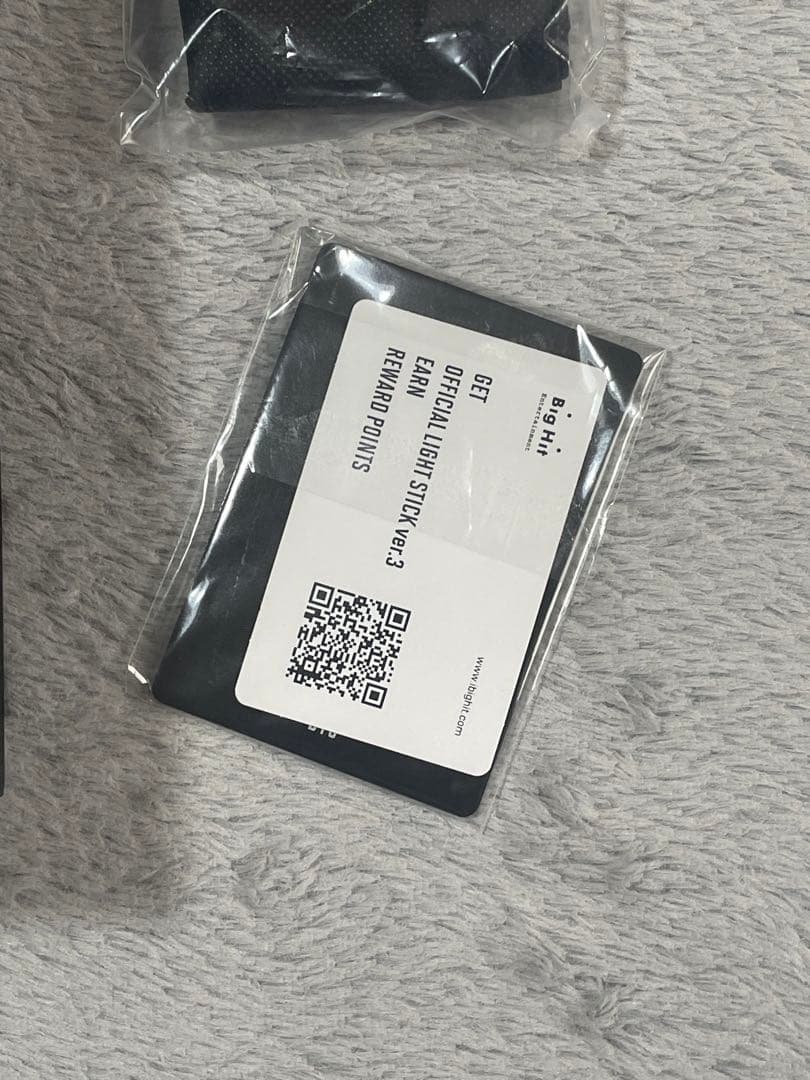 Big Hit
Entertainment
GET
OFFICIAL LIGHT STICK ver.3
EARN
REWARD POINTS
www.ibighit.com